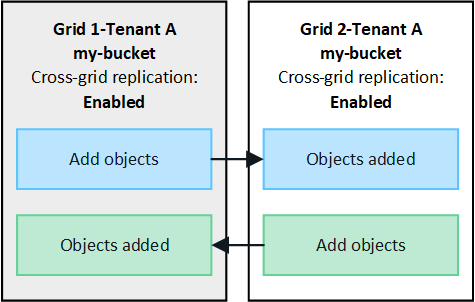 Grid 1-Tenant A
my-bucket
Cross-grid replication:
Enabled
Add objects
Objects added
Grid 2-Tenant A
my-bucket
Cross-grid replication:
Enabled
Objects added
Add objects